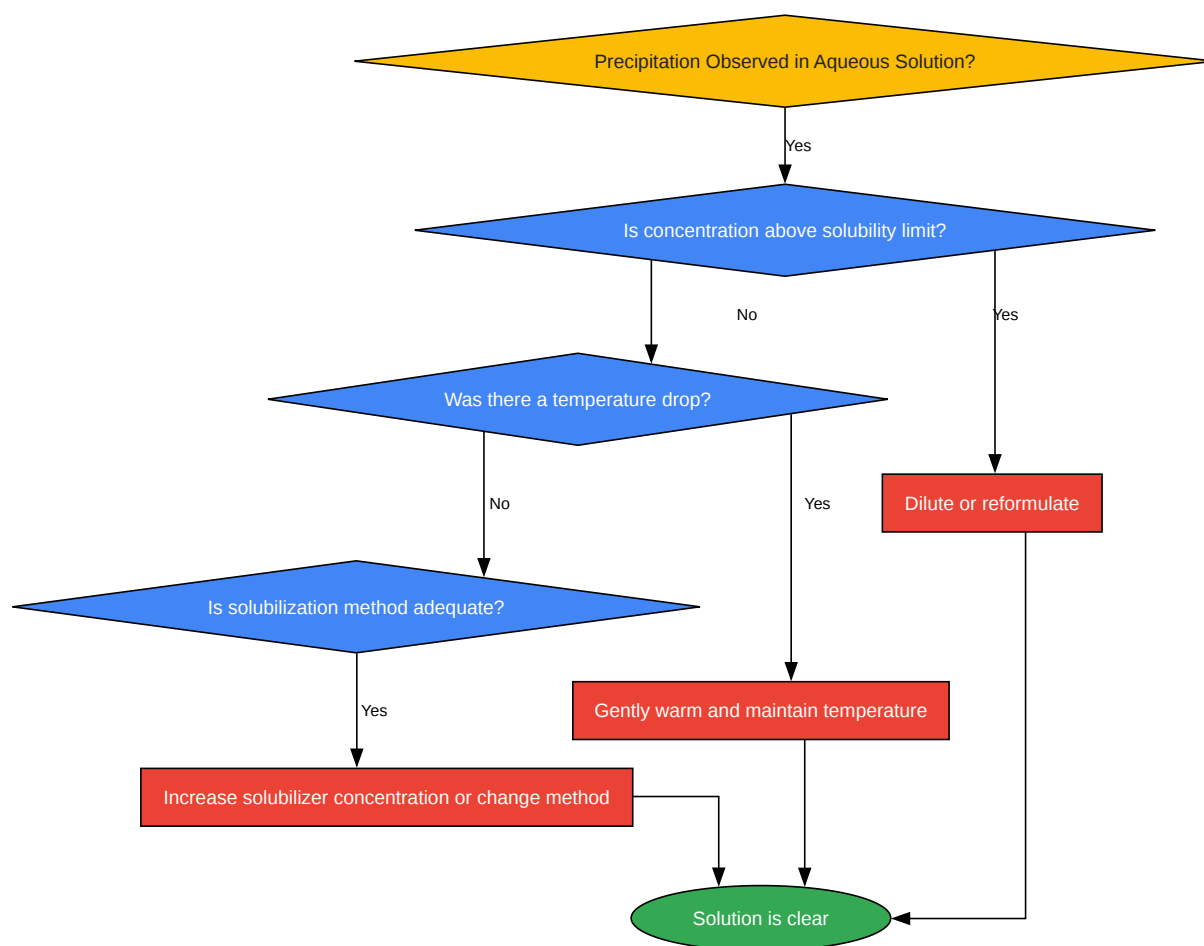 Precipitation Observed in Aqueous Solution?
Yes
Is concentration above solubility limit?
No
Yes
Was there a temperature drop?
No
Yes
Dilute or reformulate
Is solubilization method adequate?
Yes
Gently warm and maintain temperature
Increase solubilizer concentration or change method
Solution is clear